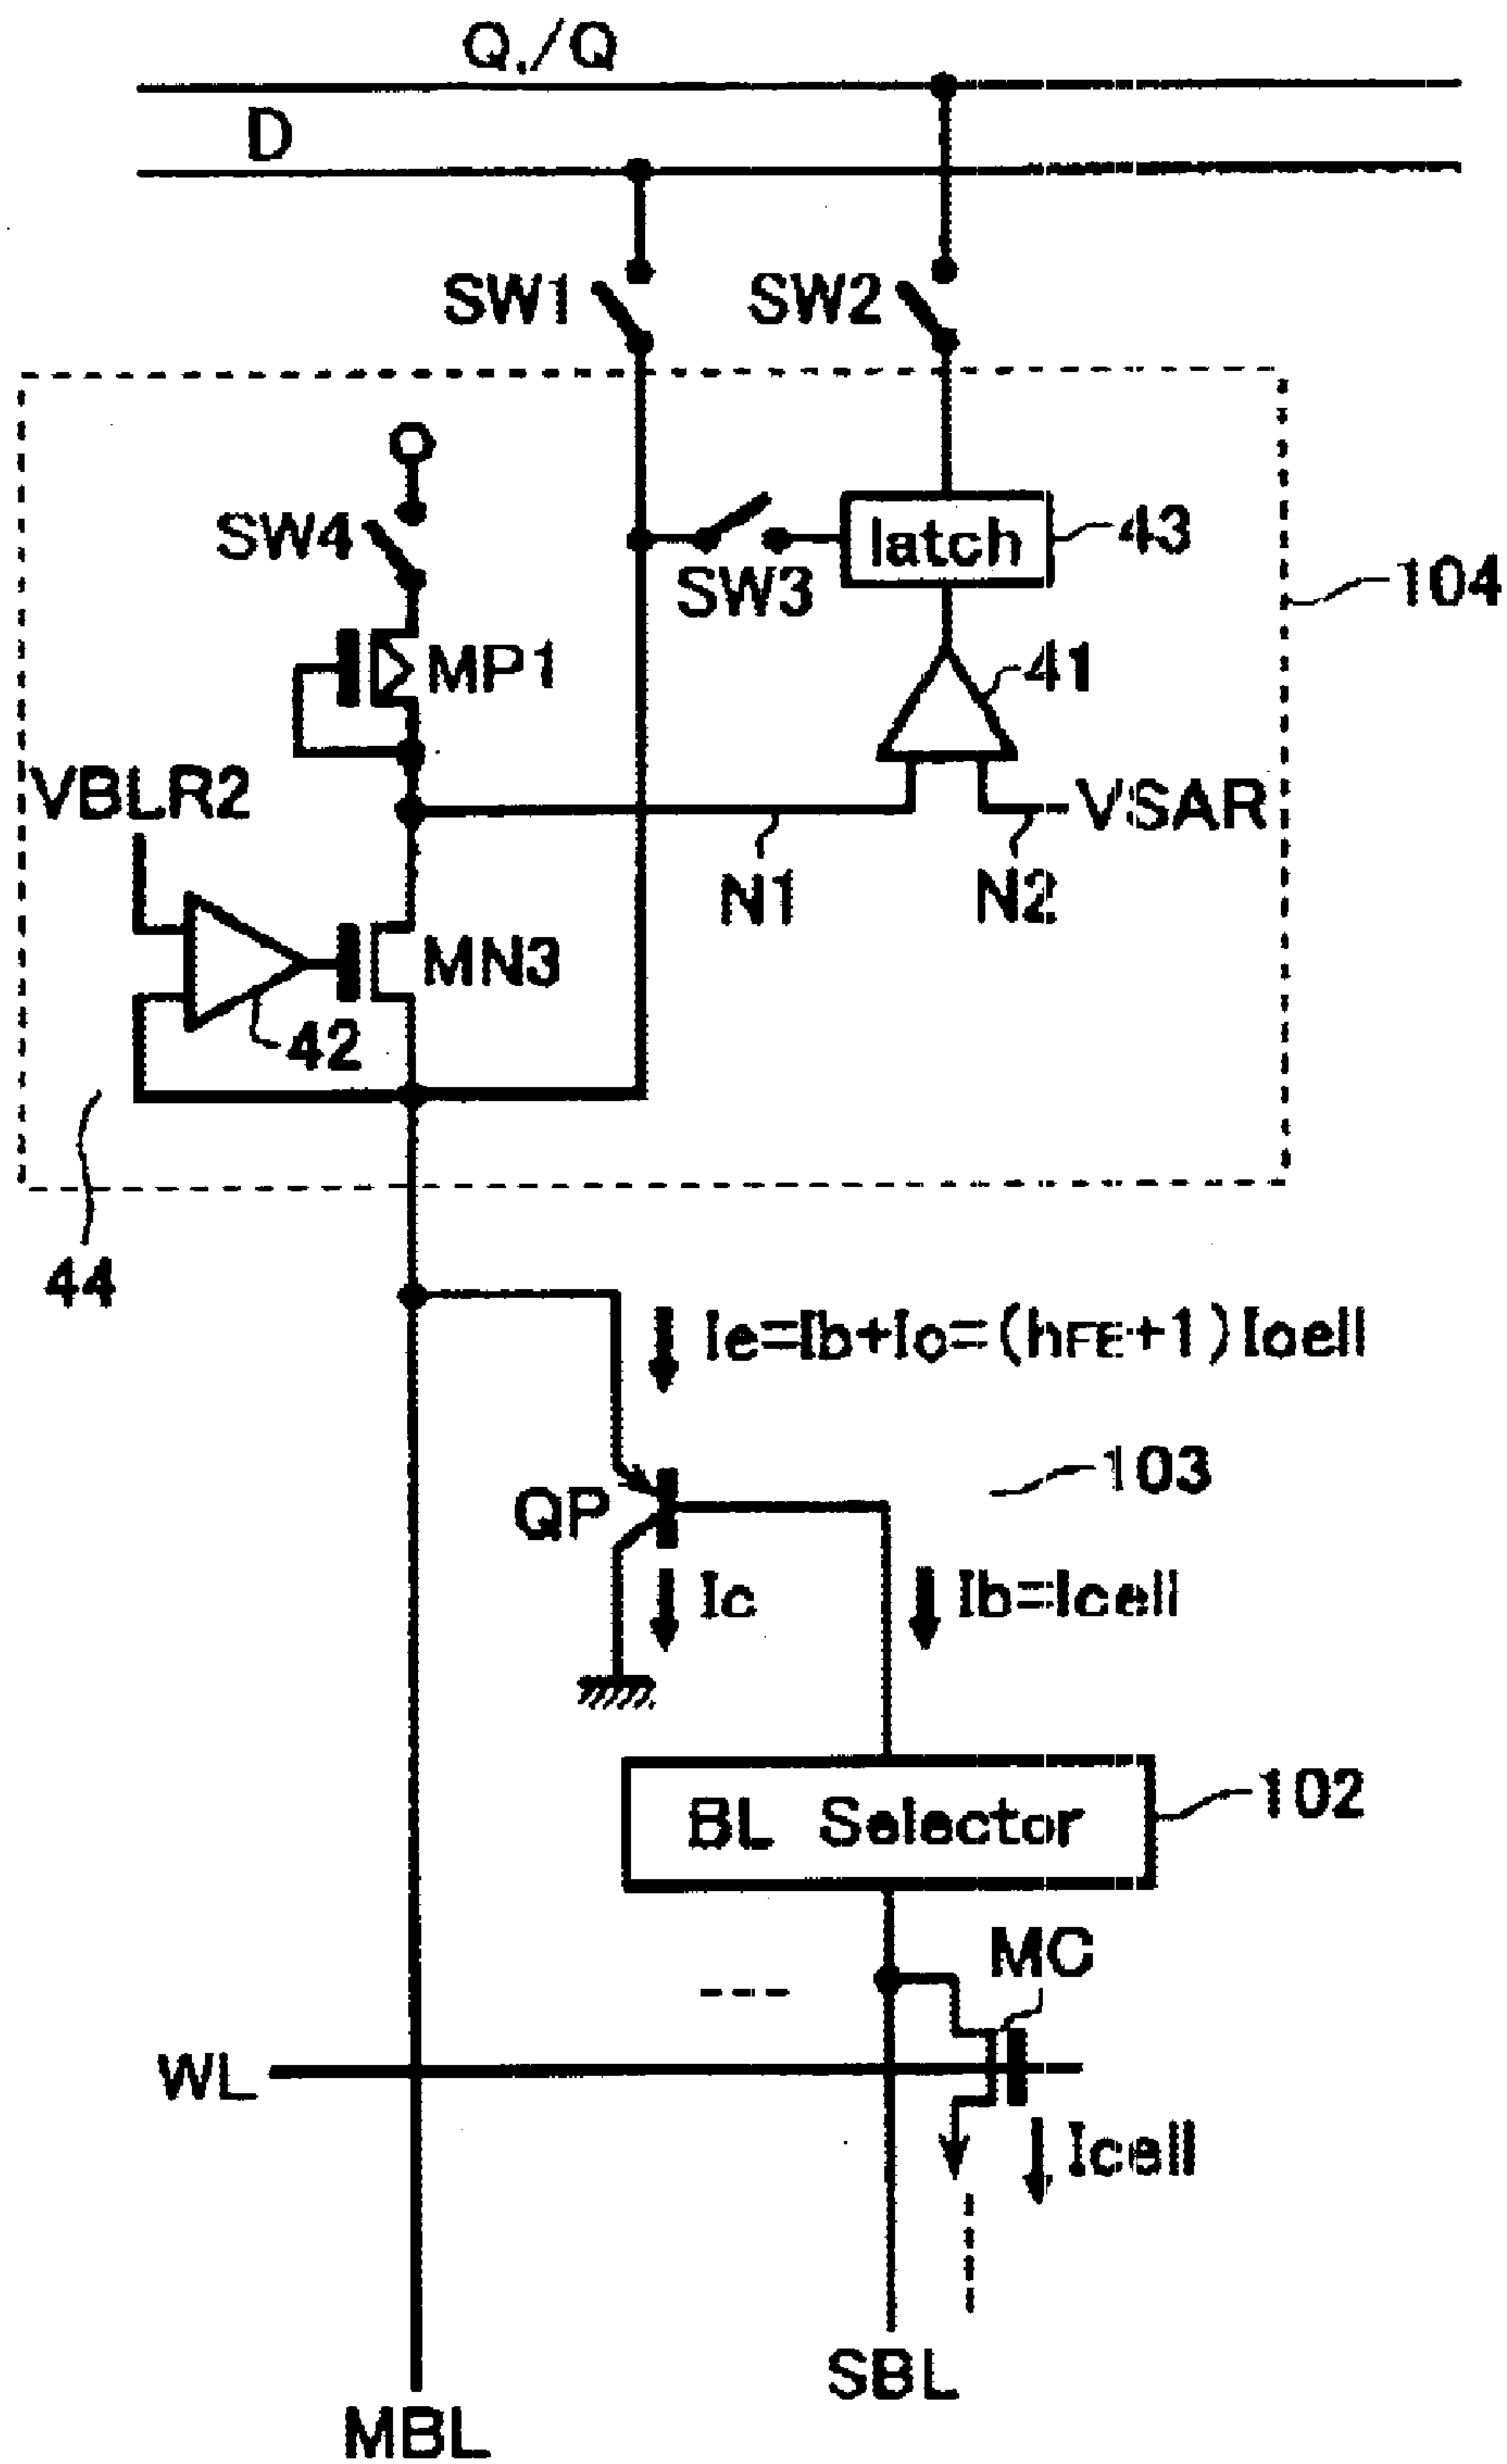 Q,/Q
D
SW1
SW2
SW4
latch
43
SW3
104
MP1
41
VBLR2
VSAR
N1
N2
MN3
42
44
Ie=Ib+Ic=(hFE+1)Icell
103
QP
Ic
Ib=Icell
BL Selector
102
MC
WL
Icell
SBL
MBL